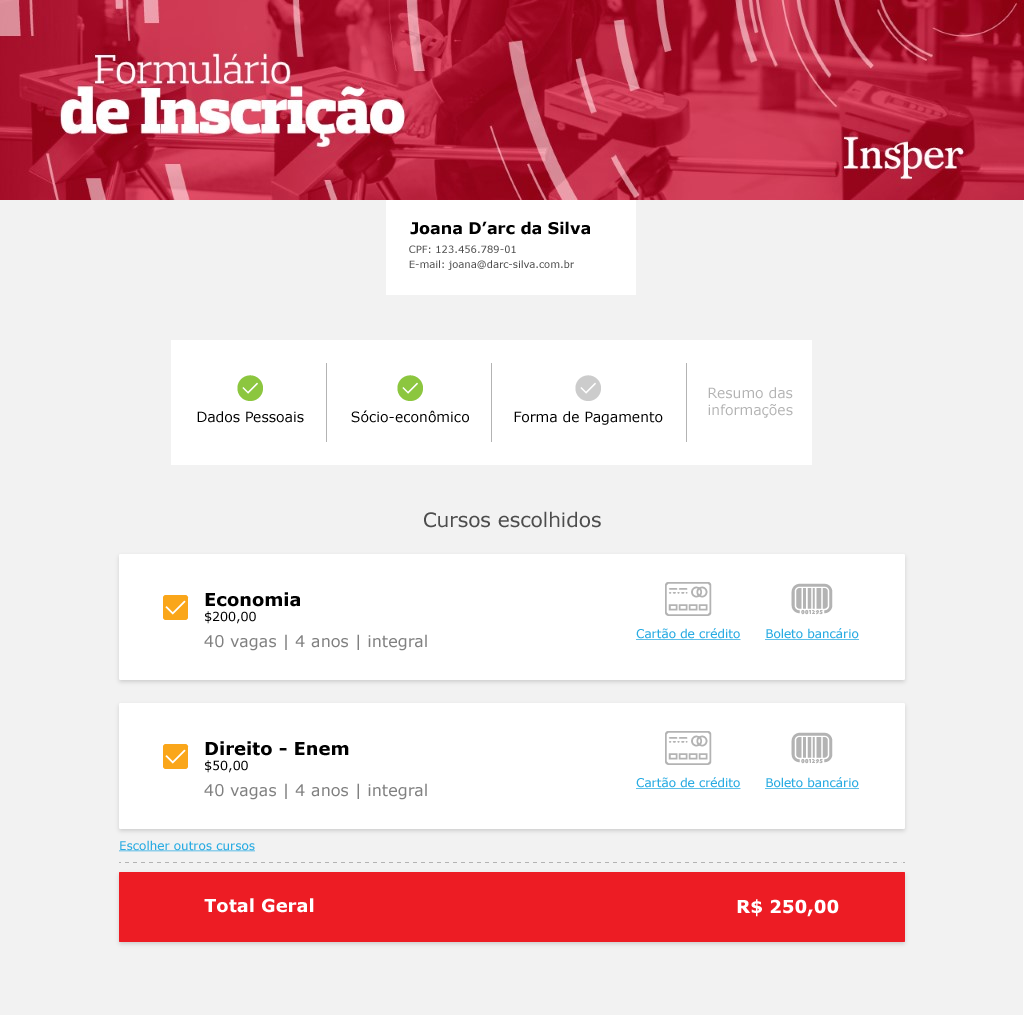 Formulário
de Inscrição
Insper
Joana D’arc da Silva
CPF: 123.456.789-01
E-mail: joana@darc-silva.com.br
Dados Pessoais
Sócio-econômico
Forma de Pagamento
Resumo das
informações
Cursos escolhidos
Economia
$200,00
40 vagas | 4 anos | integral
001295
Cartão de crédito
Boleto bancário
Direito - Enem
$50,00
40 vagas | 4 anos | integral
001295
Cartão de crédito
Boleto bancário
Escolher outros cursos
Total Geral
R$ 250,00